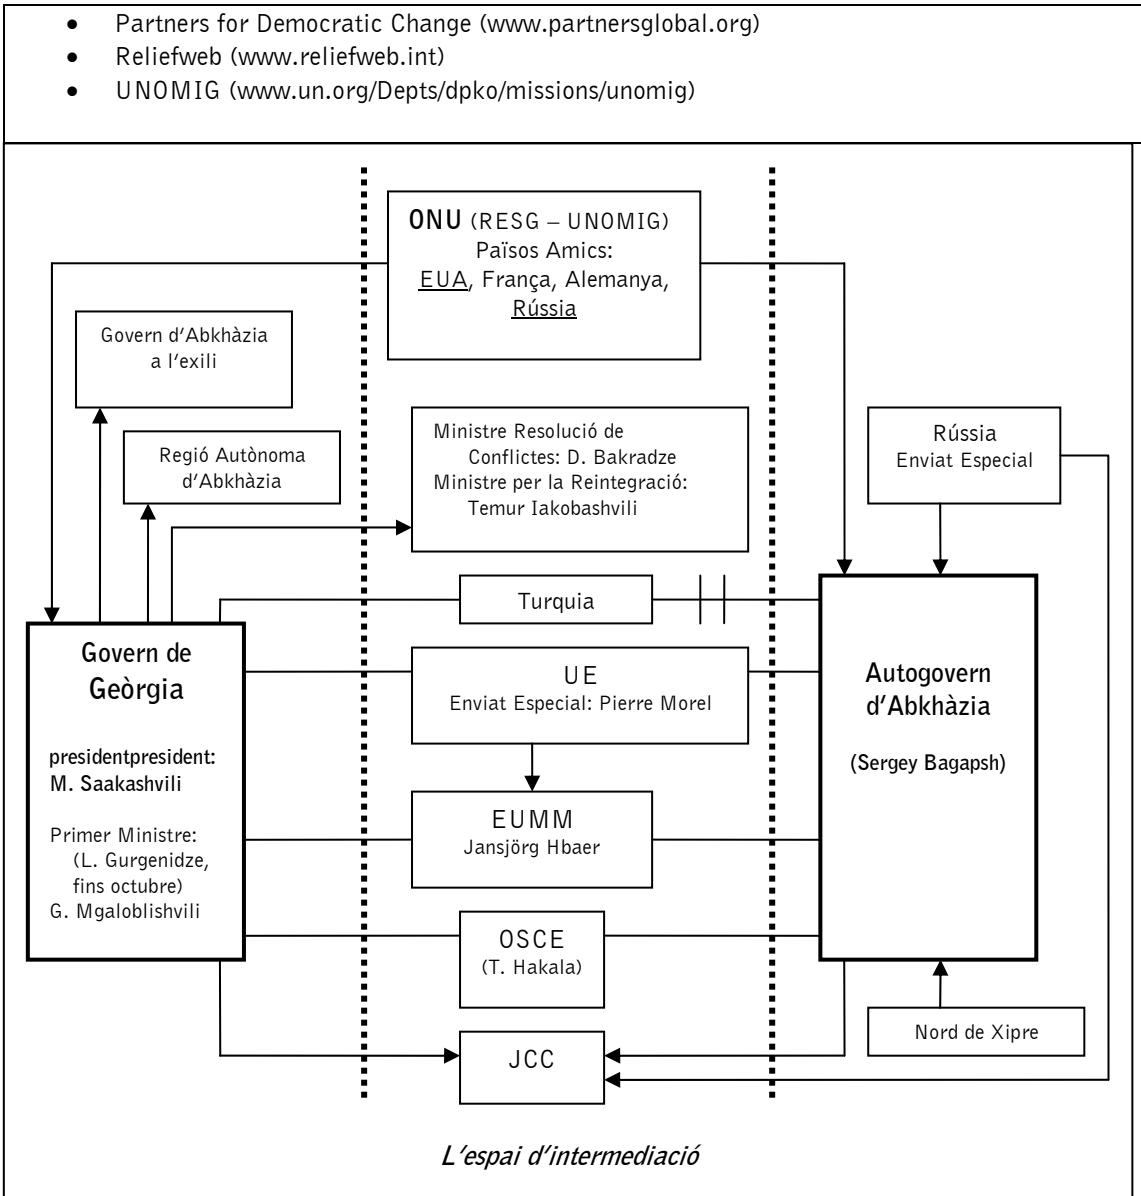 • Partners for Democratic Change (www.partnersglobal.org)
• Reliefweb (www.reliefweb.int)
• UNOMIG (www.un.org/Depts/dpko/missions/unomig)
ONU (RESG – UNOMIG)
Països Amics:
EUA, França, Alemanya,
Rússia
Govern d'Abkhàzia
a l'exili
Regió Autònoma
d'Abkhàzia
Ministre Resolució de
Conflictes: D. Bakradze
Ministre per la Reintegració:
Temur Iakobashvili
Rússia
Enviat Especial
Turquia
Govern de
Geòrgia
presidentpresident:
M. Saakashvili
Primer Ministre:
(L. Gurgenidze,
fins octubre)
G. Mgaloblishvili
UE
Enviat Especial: Pierre Morel
Autogovern
d'Abkhàzia
(Sergey Bagapsh)
EUMM
Jansjörg Hbaer
OSCE
(T. Hakala)
Nord de Xipre
JCC
L'espai d'intermediació